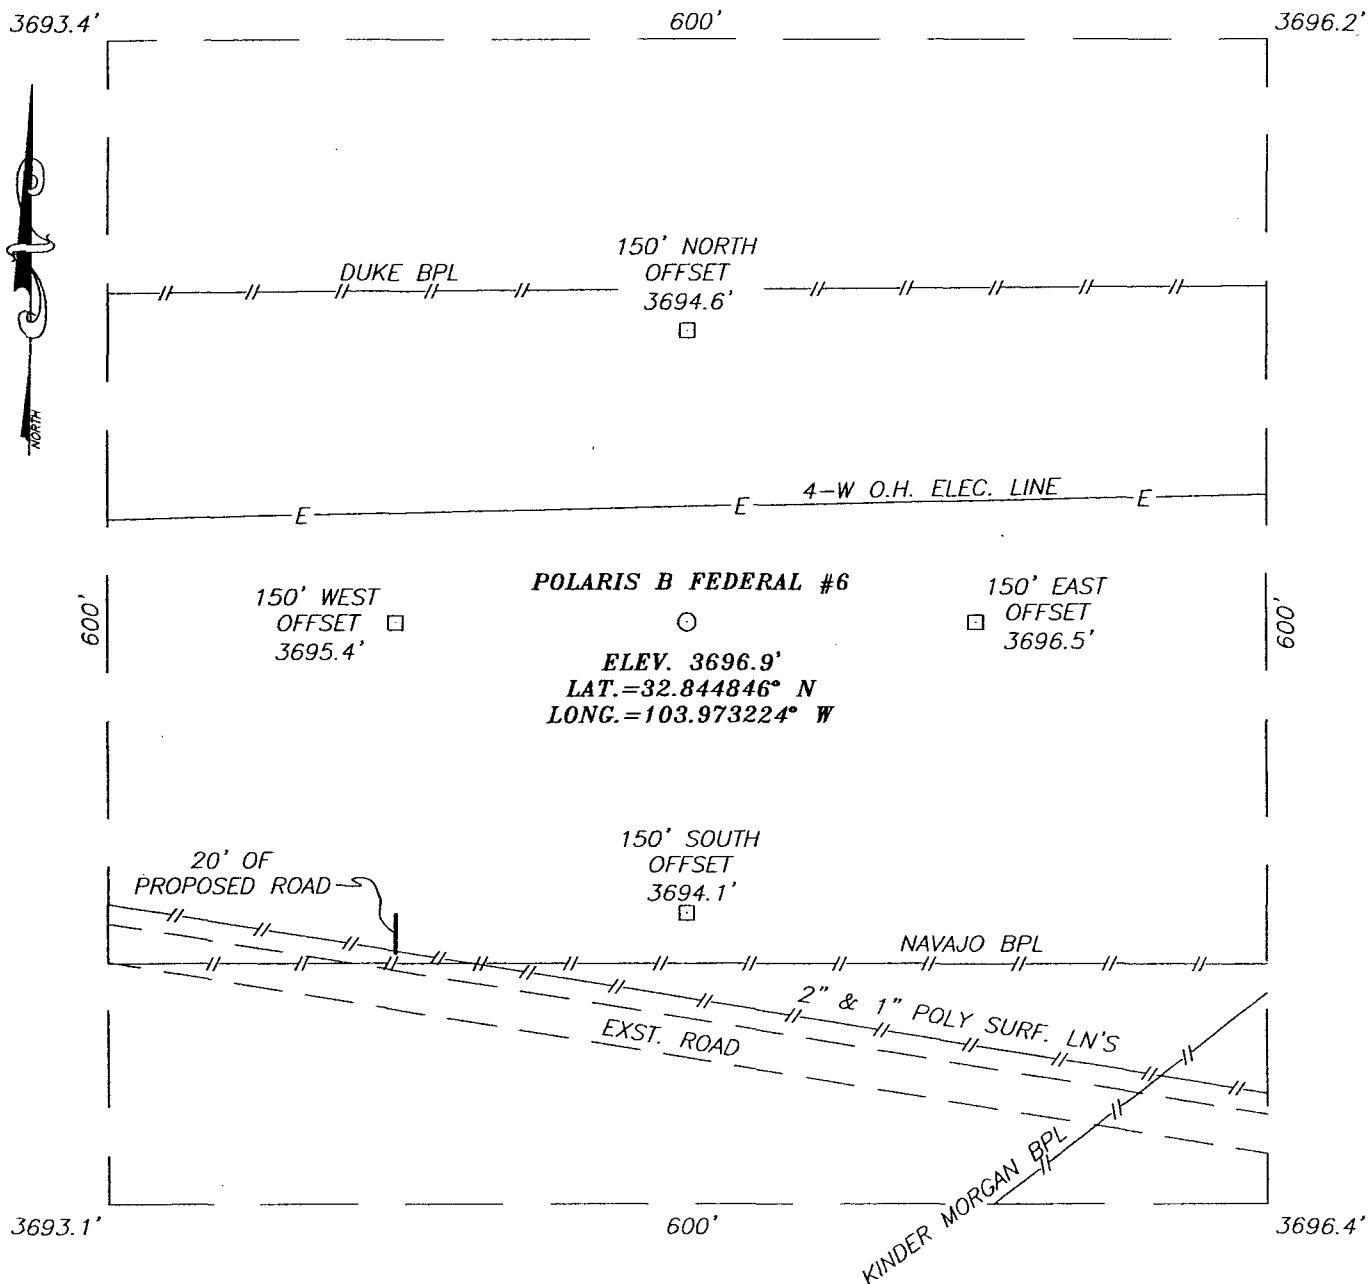 3693.4'
600'
3696.2'
NORTH
DUKE BPL
150' NORTH
OFFSET
3694.6'
4-W O.H. ELEC. LINE
E
E
E
600'
150' WEST
OFFSET
3695.4'
POLARIS B FEDERAL #6
ELEV. 3696.9'
LAT.=32.844846° N
LONG.=103.973224° W
150' EAST
OFFSET
3696.5'
600'
20' OF
PROPOSED ROAD
150' SOUTH
OFFSET
3694.1'
NAVAJO BPL
2" & 1" POLY SURF. LN'S
EXST. ROAD
KINDER MORGAN BPL
3693.1'
600'
3696.4'